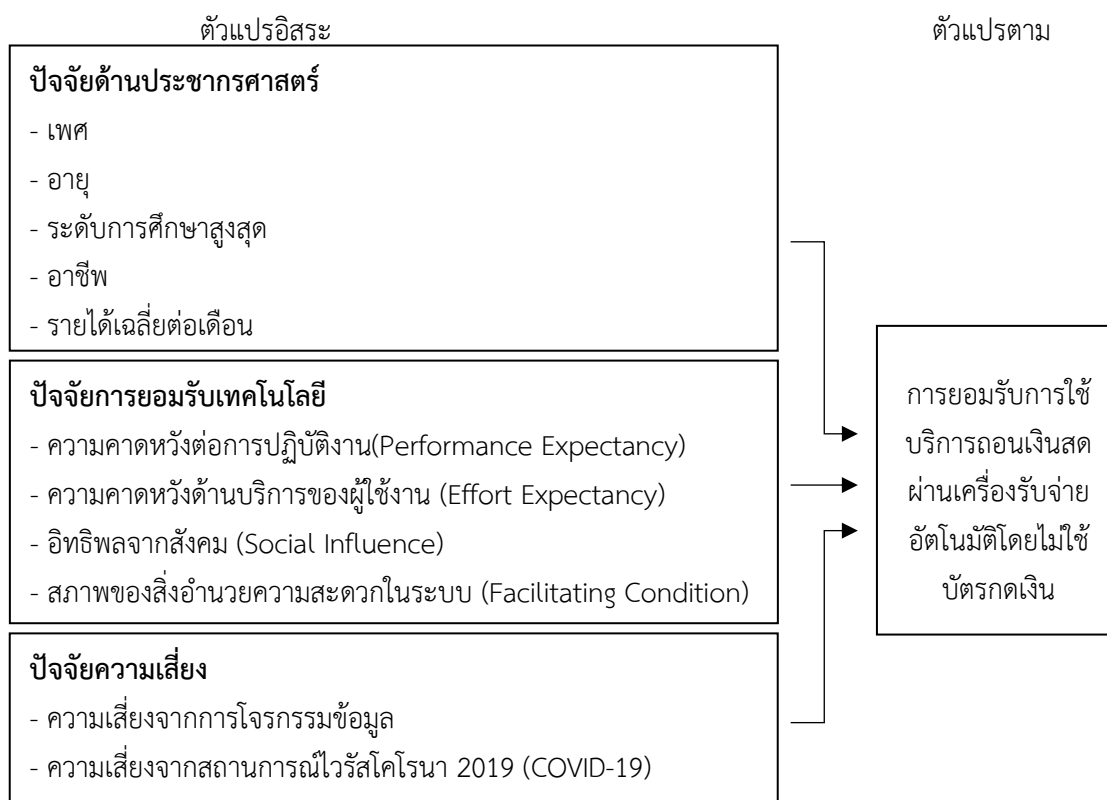 ตัวแปรอิสระ
ตัวแปรตาม
ปัจจัยด้านประชากรศาสตร์
- เพศ
- อายุ
- ระดับการศึกษาสูงสุด
- อาชีพ
- รายได้เฉลี่ยต่อเดือน
ปัจจัยการยอมรับเทคโนโลยี
- ความคาดหวังต่อการปฏิบัติงาน(Performance Expectancy)
- ความคาดหวังด้านบริการของผู้ใช้งาน (Effort Expectancy)
- อิทธิพลจากสังคม (Social Influence)
- สภาพของสิ่งอำนวยความสะดวกในระบบ (Facilitating Condition)
ปัจจัยความเสี่ยง
- ความเสี่ยงจากการโจรกรรมข้อมูล
- ความเสี่ยงจากสถานการณ์ไวรัสโคโรนา 2019 (COVID-19)
การยอมรับการใช้
บริการถอนเงินสด
ผ่านเครื่องรับจ่าย
อัตโนมัติโดยไม่ใช้
บัตรกดเงิน